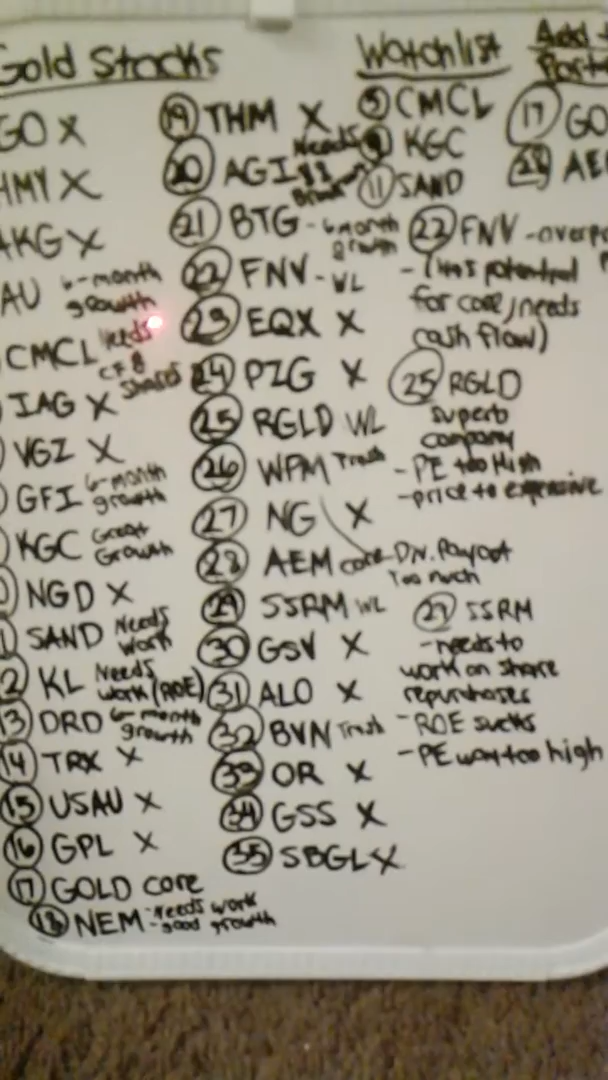 Gold Stocks
GO X
HMY X
AKG X
AU 6-month growth
CMCL Needs CF & Shares
IAG X
VGZ X
GFI 6-month growth
KGC Great Growth
NGD X
SAND Needs Work
2 KL Needs work (ROE)
13 DRD 6-month growth
14 TRX X
15 USAU X
16 GPL X
17 GOLD core
18 NEM -Needs work -good growth
19 THM X
20 AGI Needs
21 BTG - 6 month growth
22 FNV - WL
23 EQX X
24 PZG X
25 RGLD WL
26 WPM Trash
27 NG X
28 AEM core Div. Payout Too much
29 SSRM WL
30 GSV X
31 ALO X
32 BVN Trash
33 OR X
34 GSS X
35 SBGL X
Watchlist
5 CMCL
KGC
11 SAND
22 FNV - overp
- (has potential
for core, needs
cash flow)
25 RGLD
superb
company
- PE too High
- price to expensive
29 SSRM
- needs to
work on share
repurchases
- ROE sucks
- PE way too high
Add
Port
17 GO
28 AE